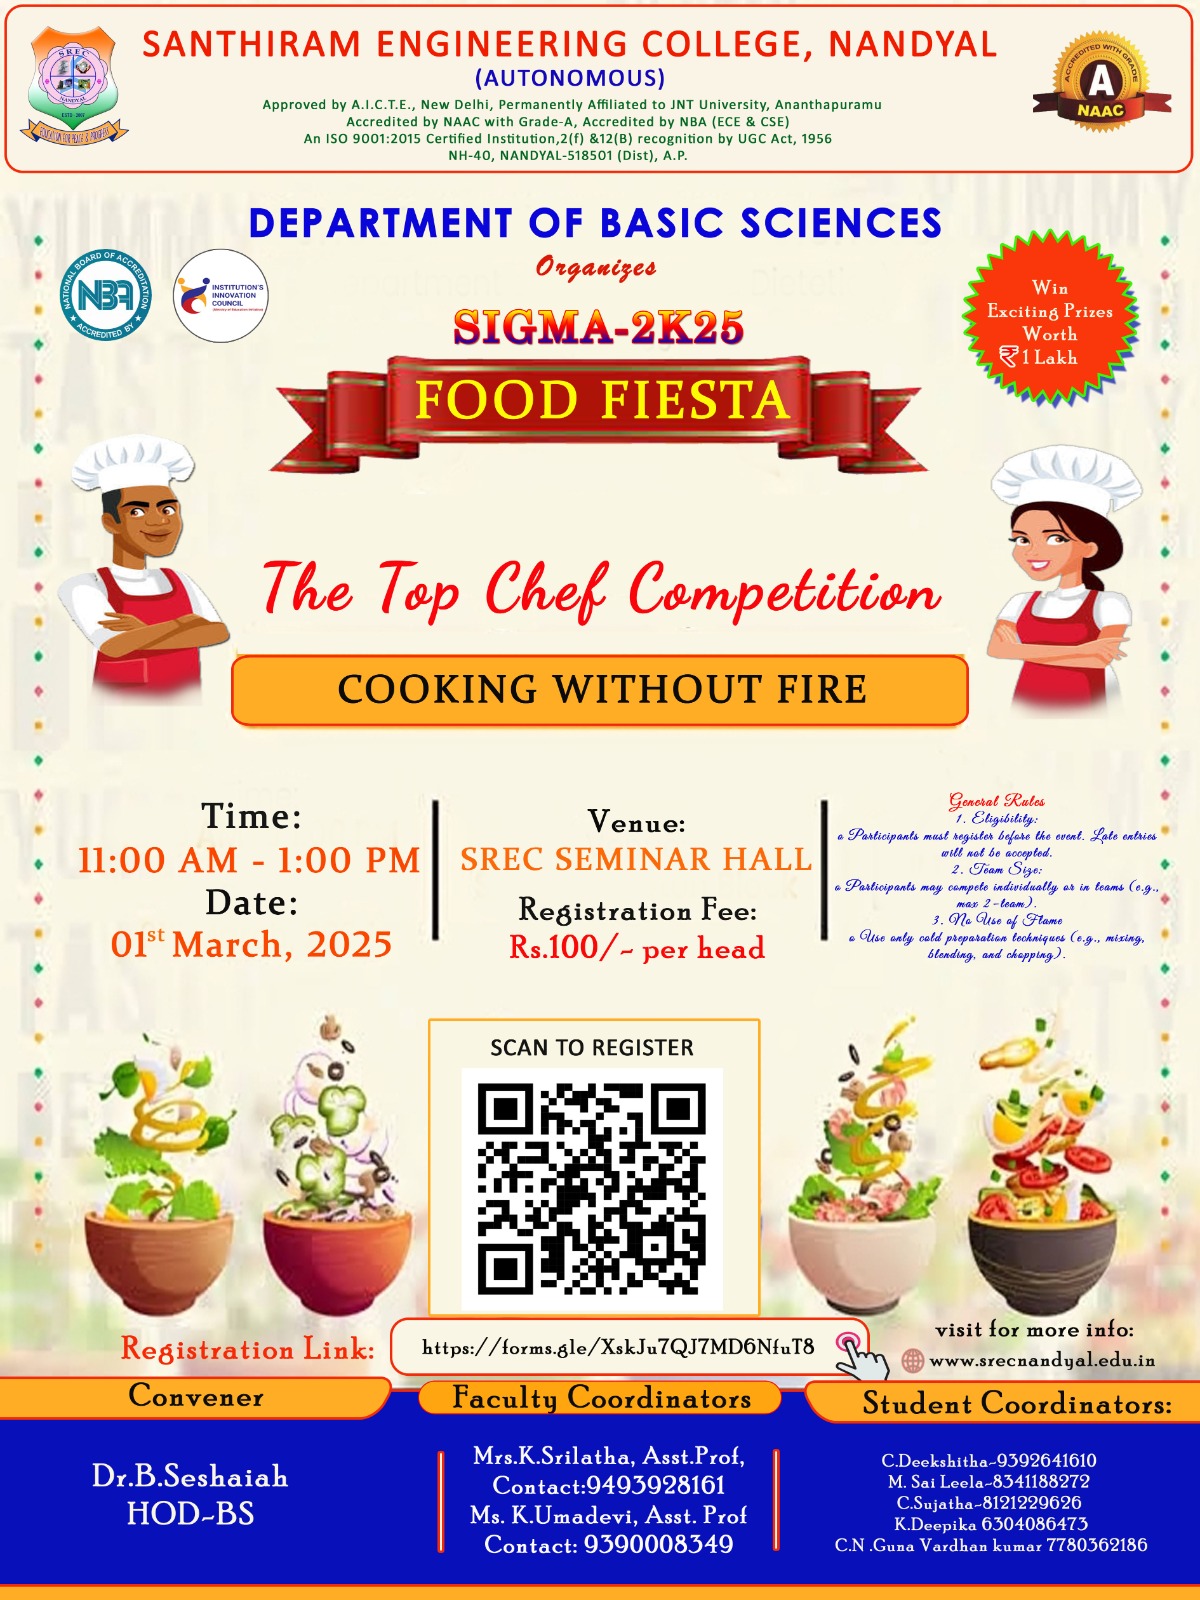 SANTHIRAM ENGINEERING COLLEGE, NANDYAL
(AUTONOMOUS)
Approved by A.I.C.T.E., New Delhi, Permanently Affiliated to JNT University, Ananthapuramu
Accredited by NAAC with Grade-A, Accredited by NBA (ECE & CSE)
An ISO 9001:2015 Certified Institution,2(f) &12(B) recognition by UGC Act, 1956
NH-40, NANDYAL-518501 (Dist), A.P.
SREC
NANDYAL
ESTD - 2007
EDUCATION FOR PEACE & PROGRESS
ACCREDITED WITH GRADE
A
NAAC
DEPARTMENT OF BASIC SCIENCES
Organizes
NATIONAL BOARD OF ACCREDITATION
NBA
ACCREDITED BY
INSTITUTION'S
INNOVATION
COUNCIL
SIGMA-2K25
FOOD FIESTA
Win
Exciting Prizes
Worth
₹ 1 Lakh
The Top Chef Competition
COOKING WITHOUT FIRE
Time:
11:00 AM - 1:00 PM
Date:
01st March, 2025
Venue:
SREC SEMINAR HALL
Registration Fee:
Rs.100/- per head
General Rules
1. Eligibility:
o Participants must register before the event. Late entries
will not be accepted.
2. Team Size:
o Participants may compete individually or in teams (e.g.,
max 2-team).
3. No Use of Flame
o Use only cold preparation techniques (e.g., mixing,
blending, and chopping).
SCAN TO REGISTER
Registration Link:
https://forms.gle/XskJu7QJ7MD6NfuT8
visit for more info:
www.srecnandyal.edu.in
Convener
Dr.B.Seshaiah
HOD-BS
Faculty Coordinators
Mrs.K.Srilatha, Asst.Prof,
Contact:9493928161
Ms. K.Umadevi, Asst. Prof
Contact: 9390008349
Student Coordinators:
C.Deekshitha-9392641610
M. Sai Leela-8341188272
C.Sujatha-8121229626
K.Deepika 6304086473
C.N .Guna Vardhan kumar 7780362186